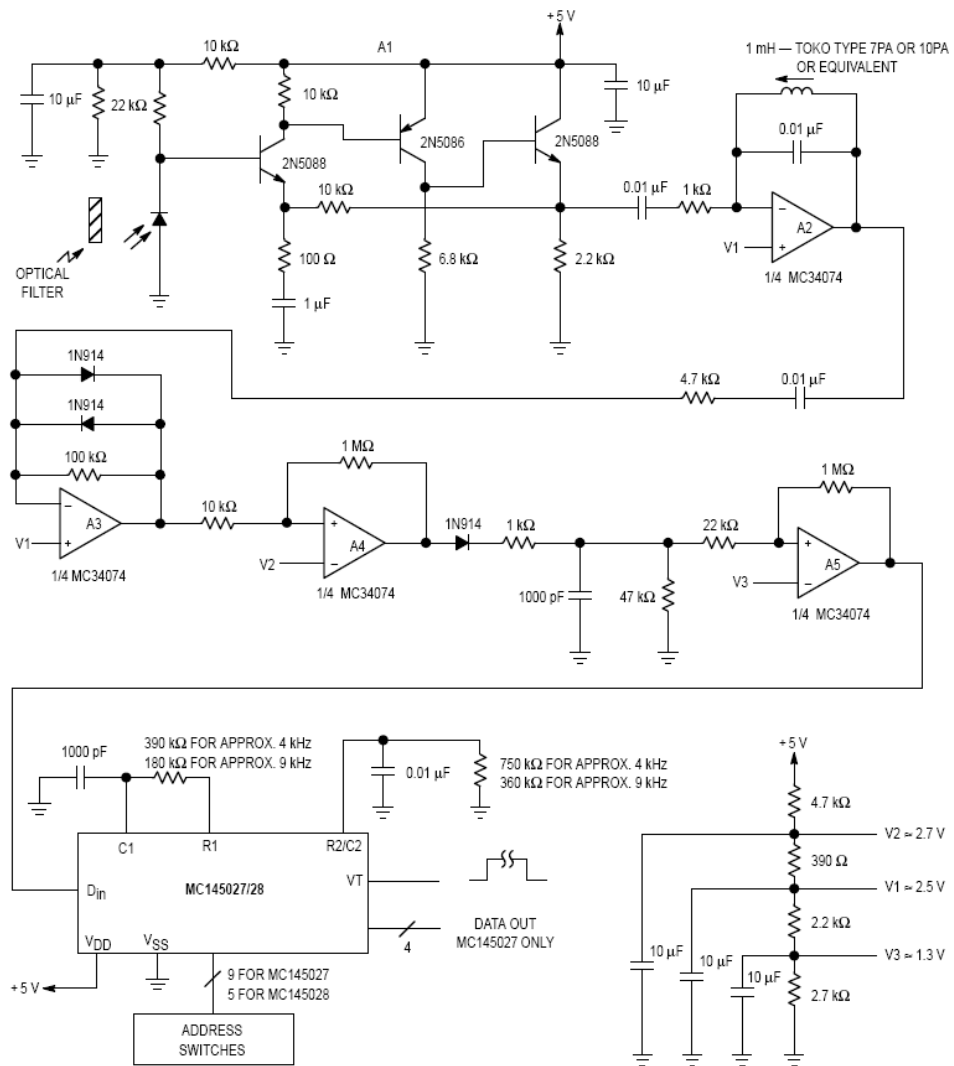 +5 V
10 kΩ
A1
1 mH — TOKO TYPE 7PA OR 10PA
OR EQUIVALENT
10 µF
22 kΩ
10 kΩ
10 µF
0.01 µF
2N5088
2N5086
2N5088
10 kΩ
0.01 µF
1 kΩ
A2
V1
1/4 MC34074
OPTICAL
FILTER
100 Ω
6.8 kΩ
2.2 kΩ
1 µF
1N914
1N914
100 kΩ
4.7 kΩ
0.01 µF
A3
V1
1/4 MC34074
10 kΩ
1 MΩ
A4
V2
1/4 MC34074
1N914
1 kΩ
1000 pF
47 kΩ
22 kΩ
1 MΩ
A5
V3
1/4 MC34074
1000 pF
390 kΩ FOR APPROX. 4 kHz
180 kΩ FOR APPROX. 9 kHz
0.01 µF
750 kΩ FOR APPROX. 4 kHz
360 kΩ FOR APPROX. 9 kHz
C1
R1
R2/C2
Din
MC145027/28
VT
VDD
VSS
4
DATA OUT
MC145027 ONLY
+5 V
9 FOR MC145027
5 FOR MC145028
ADDRESS
SWITCHES
+5 V
4.7 kΩ
V2 ≃ 2.7 V
390 Ω
V1 ≃ 2.5 V
2.2 kΩ
V3 ≃ 1.3 V
10 µF
10 µF
10 µF
2.7 kΩ